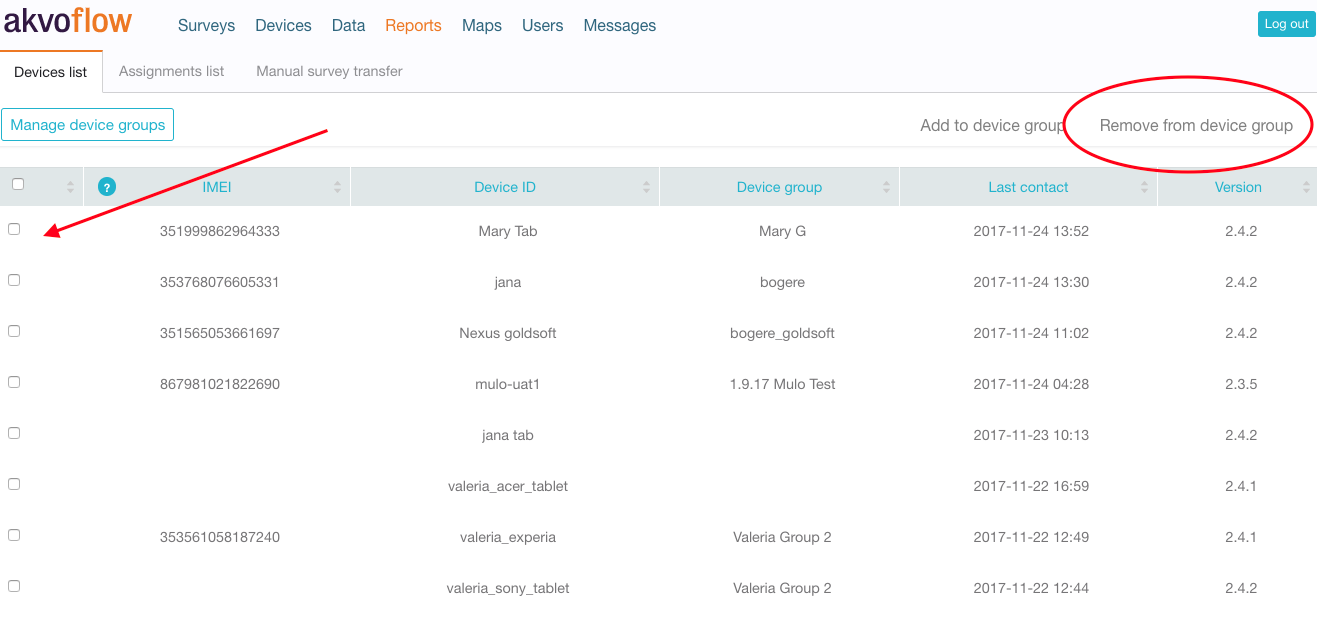 akvoflow Surveys Devices Data Reports Maps Users Messages Log out
Devices list Assignments list Manual survey transfer
Manage device groups Add to device group Remove from device group
? IMEI Device ID Device group Last contact Version
351999862964333 Mary Tab Mary G 2017-11-24 13:52 2.4.2
353768076605331 jana bogere 2017-11-24 13:30 2.4.2
351565053661697 Nexus goldsoft bogere_goldsoft 2017-11-24 11:02 2.4.2
867981021822690 mulo-uat1 1.9.17 Mulo Test 2017-11-24 04:28 2.3.5
jana tab 2017-11-23 10:13 2.4.2
valeria_acer_tablet 2017-11-22 16:59 2.4.1
353561058187240 valeria_experia Valeria Group 2 2017-11-22 12:49 2.4.1
valeria_sony_tablet Valeria Group 2 2017-11-22 12:44 2.4.2